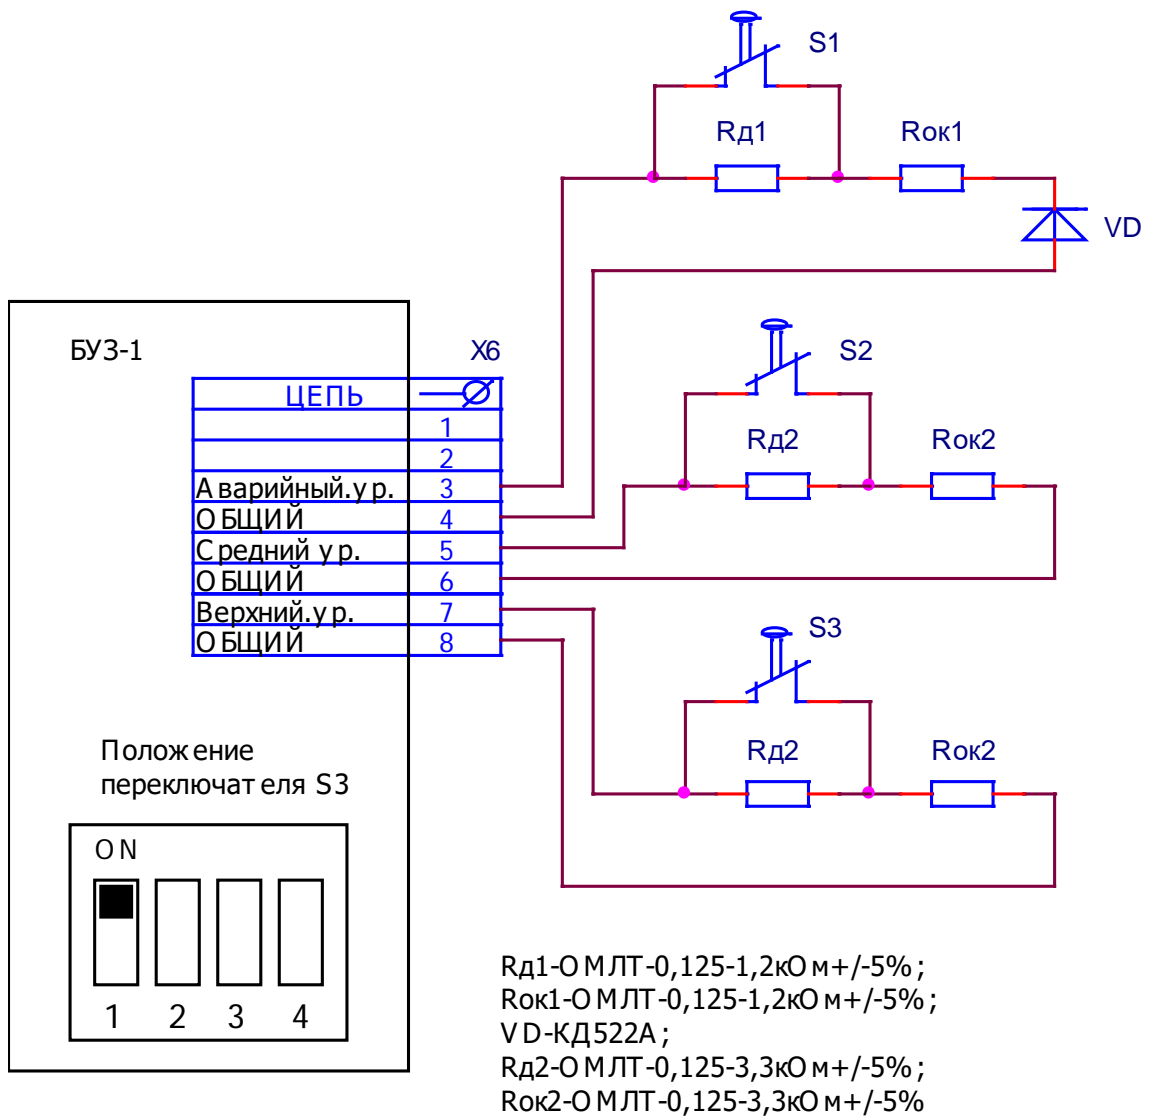 S1
Rд1
Rок1
VD
БУЗ-1
X6
S2
ЦЕПЬ
1
2
Rд2
Rок2
Аварийный.ур. 3
ОБЩИЙ 4
Средний ур. 5
ОБЩИЙ 6
Верхний.ур. 7
ОБЩИЙ 8
S3
Rд2
Rок2
Положение
переключателя S3
ON
1 2 3 4
Rд1-ОМЛТ-0,125-1,2кОм+/-5%;
Rок1-ОМЛТ-0,125-1,2кОм+/-5%;
VD-КД522А;
Rд2-ОМЛТ-0,125-3,3кОм+/-5%;
Rок2-ОМЛТ-0,125-3,3кОм+/-5%